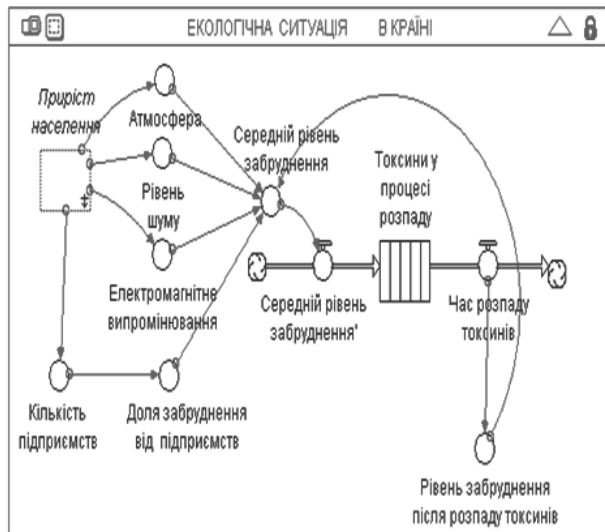 ЕКОЛОГІЧНА СИТУАЦІЯ В КРАЇНІ
Приріст
населення
Атмосфера
Середній рівень
забруднення
Токсини у
процесі
розпаду
Рівень
шуму
Електромагнітне
випромінювання
Середній рівень
забруднення'
Час розпаду
токсинів
Кількість
підприємств
Доля забруднення
від підприємств
Рівень забруднення
після розпаду токсинів